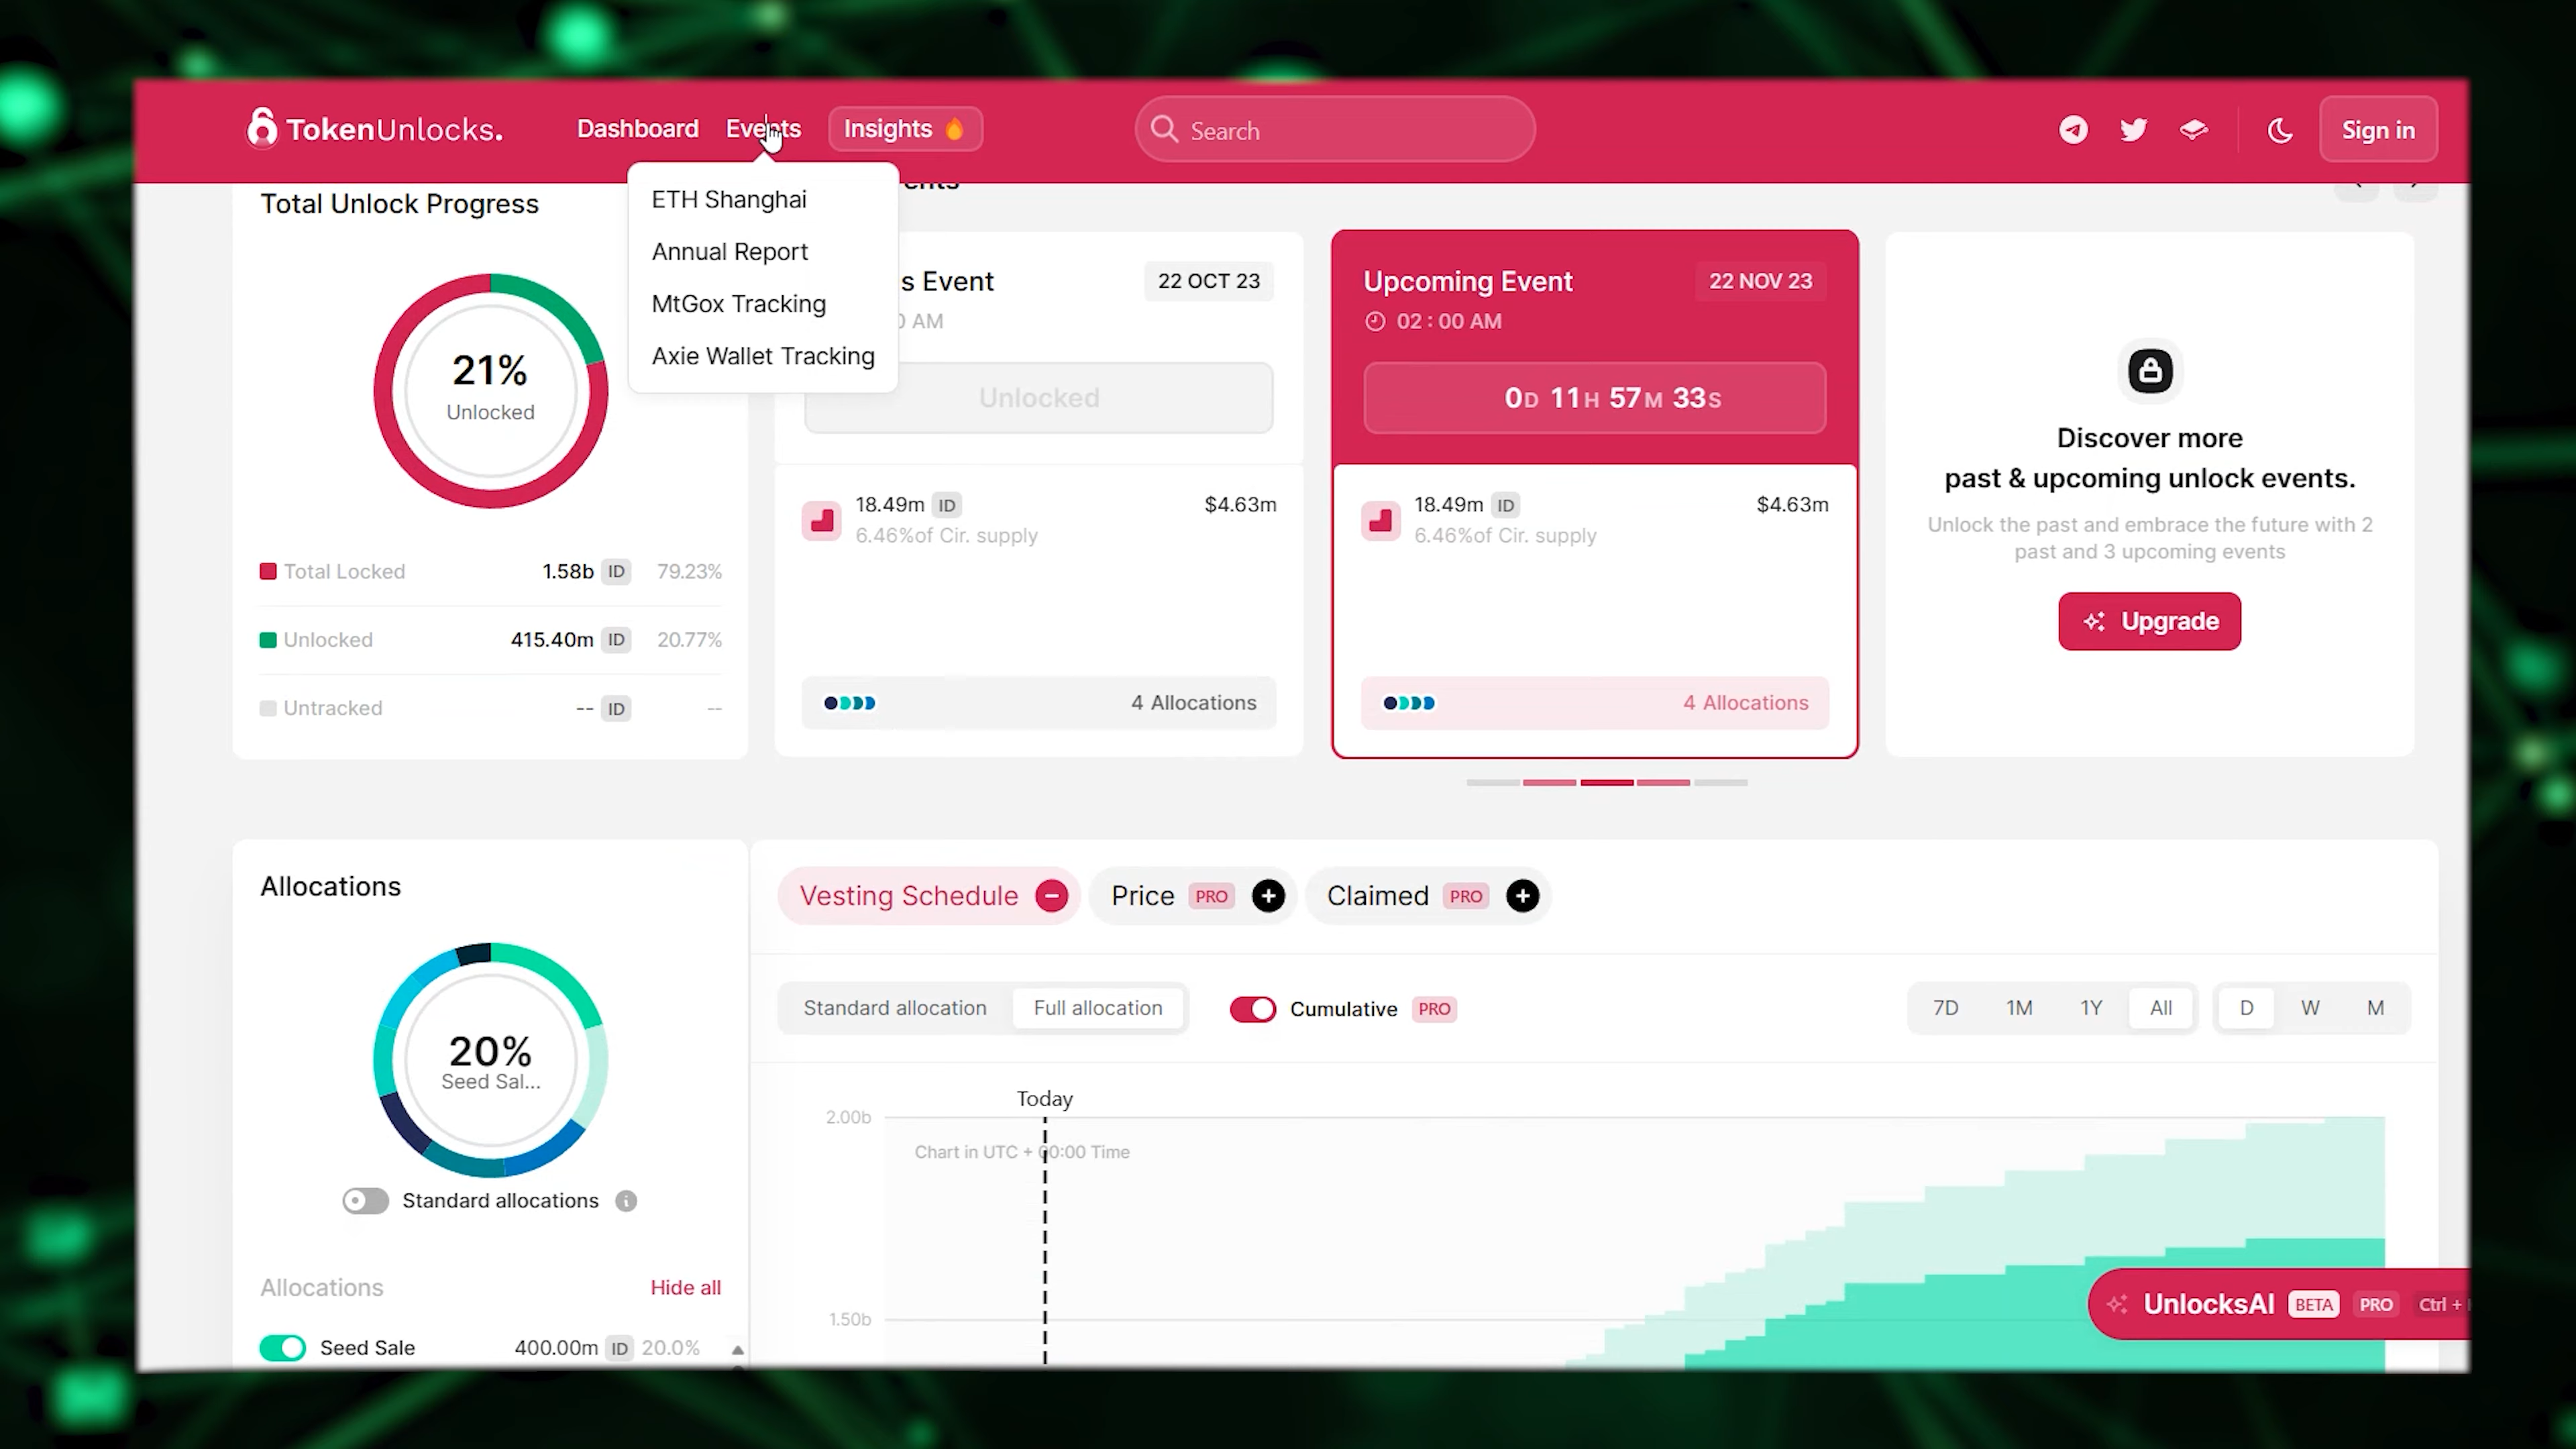 TokenUnlocks.
Dashboard
Events
Insights
Search
Sign in
ETH Shanghai
Annual Report
MtGox Tracking
Axie Wallet Tracking
Total Unlock Progress
21%
Unlocked
Total Locked 1.58b ID 79.23%
Unlocked 415.40m ID 20.77%
Untracked -- ID --
s Event
22 OCT 23
0 AM
Unlocked
18.49m ID $4.63m
6.46%of Cir. supply
4 Allocations
Upcoming Event
22 NOV 23
02 : 00 AM
0D 11H 57M 33S
18.49m ID $4.63m
6.46%of Cir. supply
4 Allocations
Discover more
past & upcoming unlock events.
Unlock the past and embrace the future with 2
past and 3 upcoming events
Upgrade
Allocations
20%
Seed Sal...
Standard allocations
Allocations
Hide all
Seed Sale 400.00m ID 20.0%
Vesting Schedule
Price PRO
Claimed PRO
Standard allocation
Full allocation
Cumulative PRO
7D 1M 1Y All
D W M
Today
2.00b
Chart in UTC + 00:00 Time
1.50b
UnlocksAI BETA PRO Ctrl +